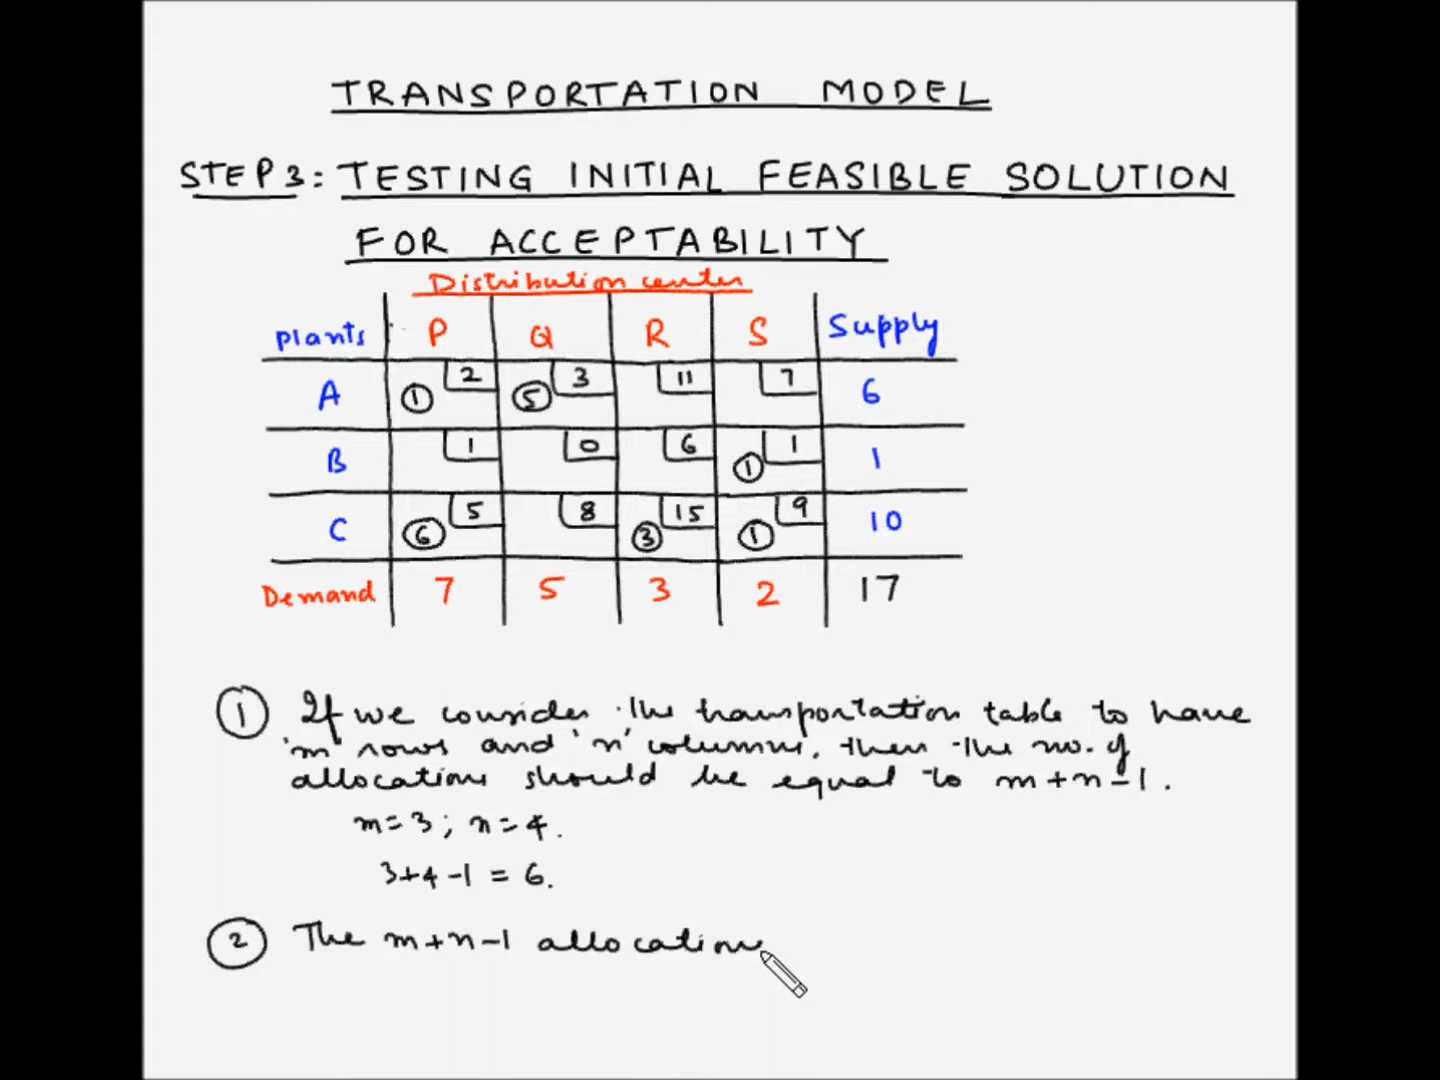 TRANSPORTATION MODEL
STEP 3: TESTING INITIAL FEASIBLE SOLUTION
FOR ACCEPTABILITY
Distribution center
Plants P Q R S Supply
A 1 2 5 3 11 7 6
B 1 0 6 1 1 1
C 6 5 8 3 15 1 9 10
Demand 7 5 3 2 17
1 If we consider the transportation table to have
'm' rows and 'n' columns, then the no. of
allocations should be equal to m+n-1.
m=3; n=4.
3+4-1=6.
2 The m+n-1 allocations